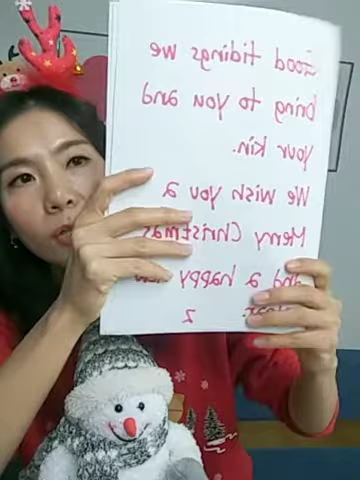 Good tidings we
bring to you and
your kin.
We wish you a
Merry Christmas
and a happy
2